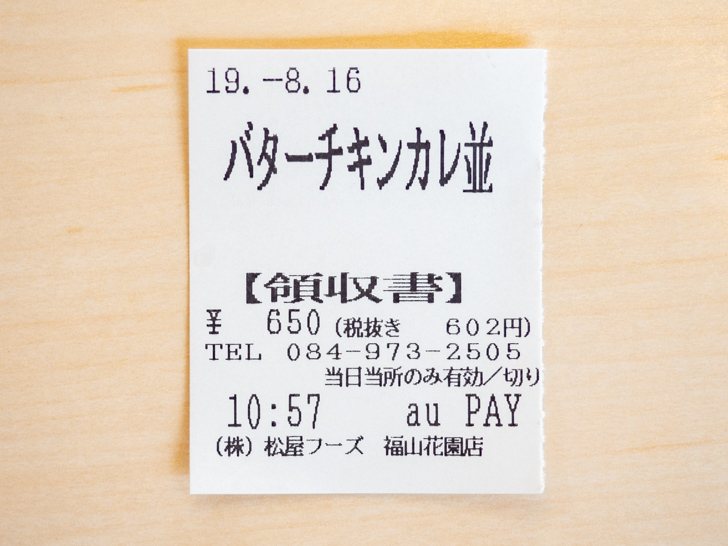 19.-8.16
バターチキンカレ並
【領収書】
¥ 650(税抜き 602円)
TEL 084-973-2505
当日当所のみ有効/切り
10:57 au PAY
(株)松屋フーズ 福山花園店